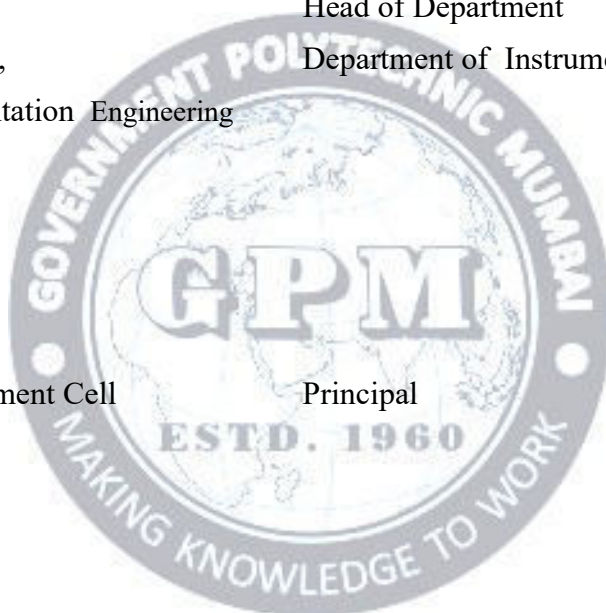 Head of Department
, Department of Instrume
tation Engineering
GOVERNMENT POLYTECHNIC MUMBAI
GPM
ment Cell Principal
ESTD. 1960
MAKING KNOWLEDGE TO WORK